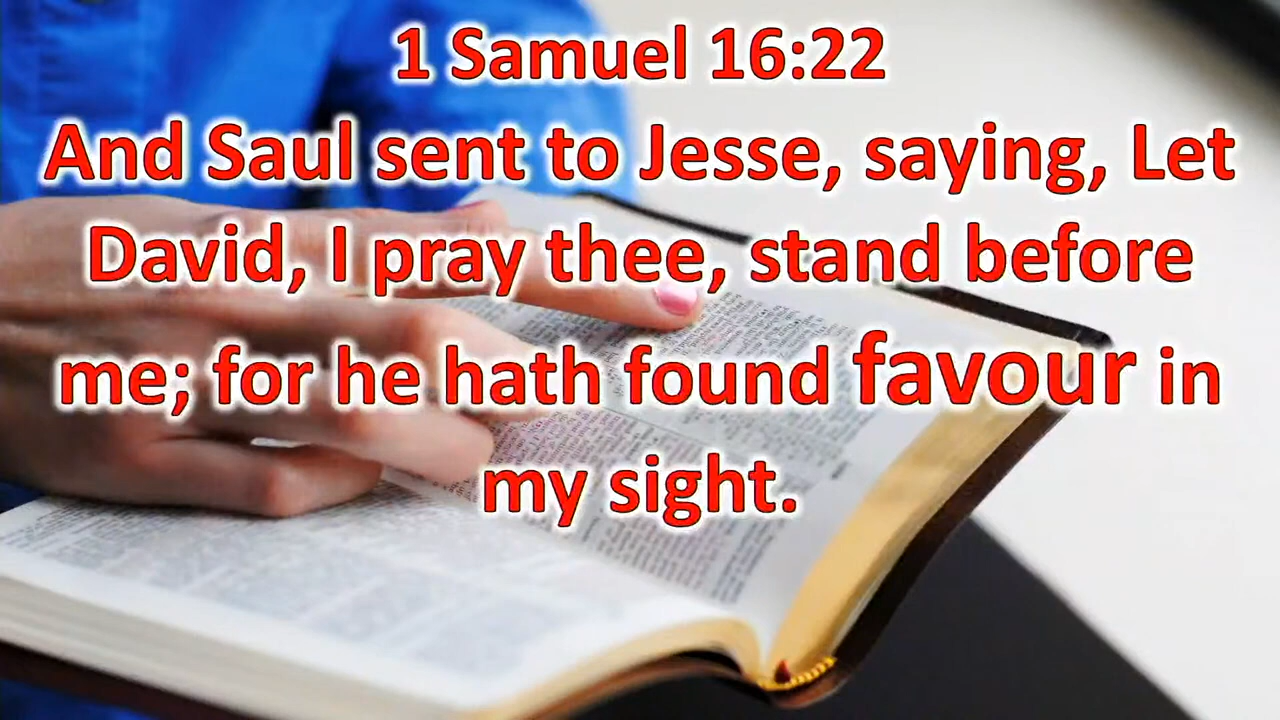 1 Samuel 16:22
And Saul sent to Jesse, saying, Let
David, I pray thee, stand before
me; for he hath found favour in
my sight.